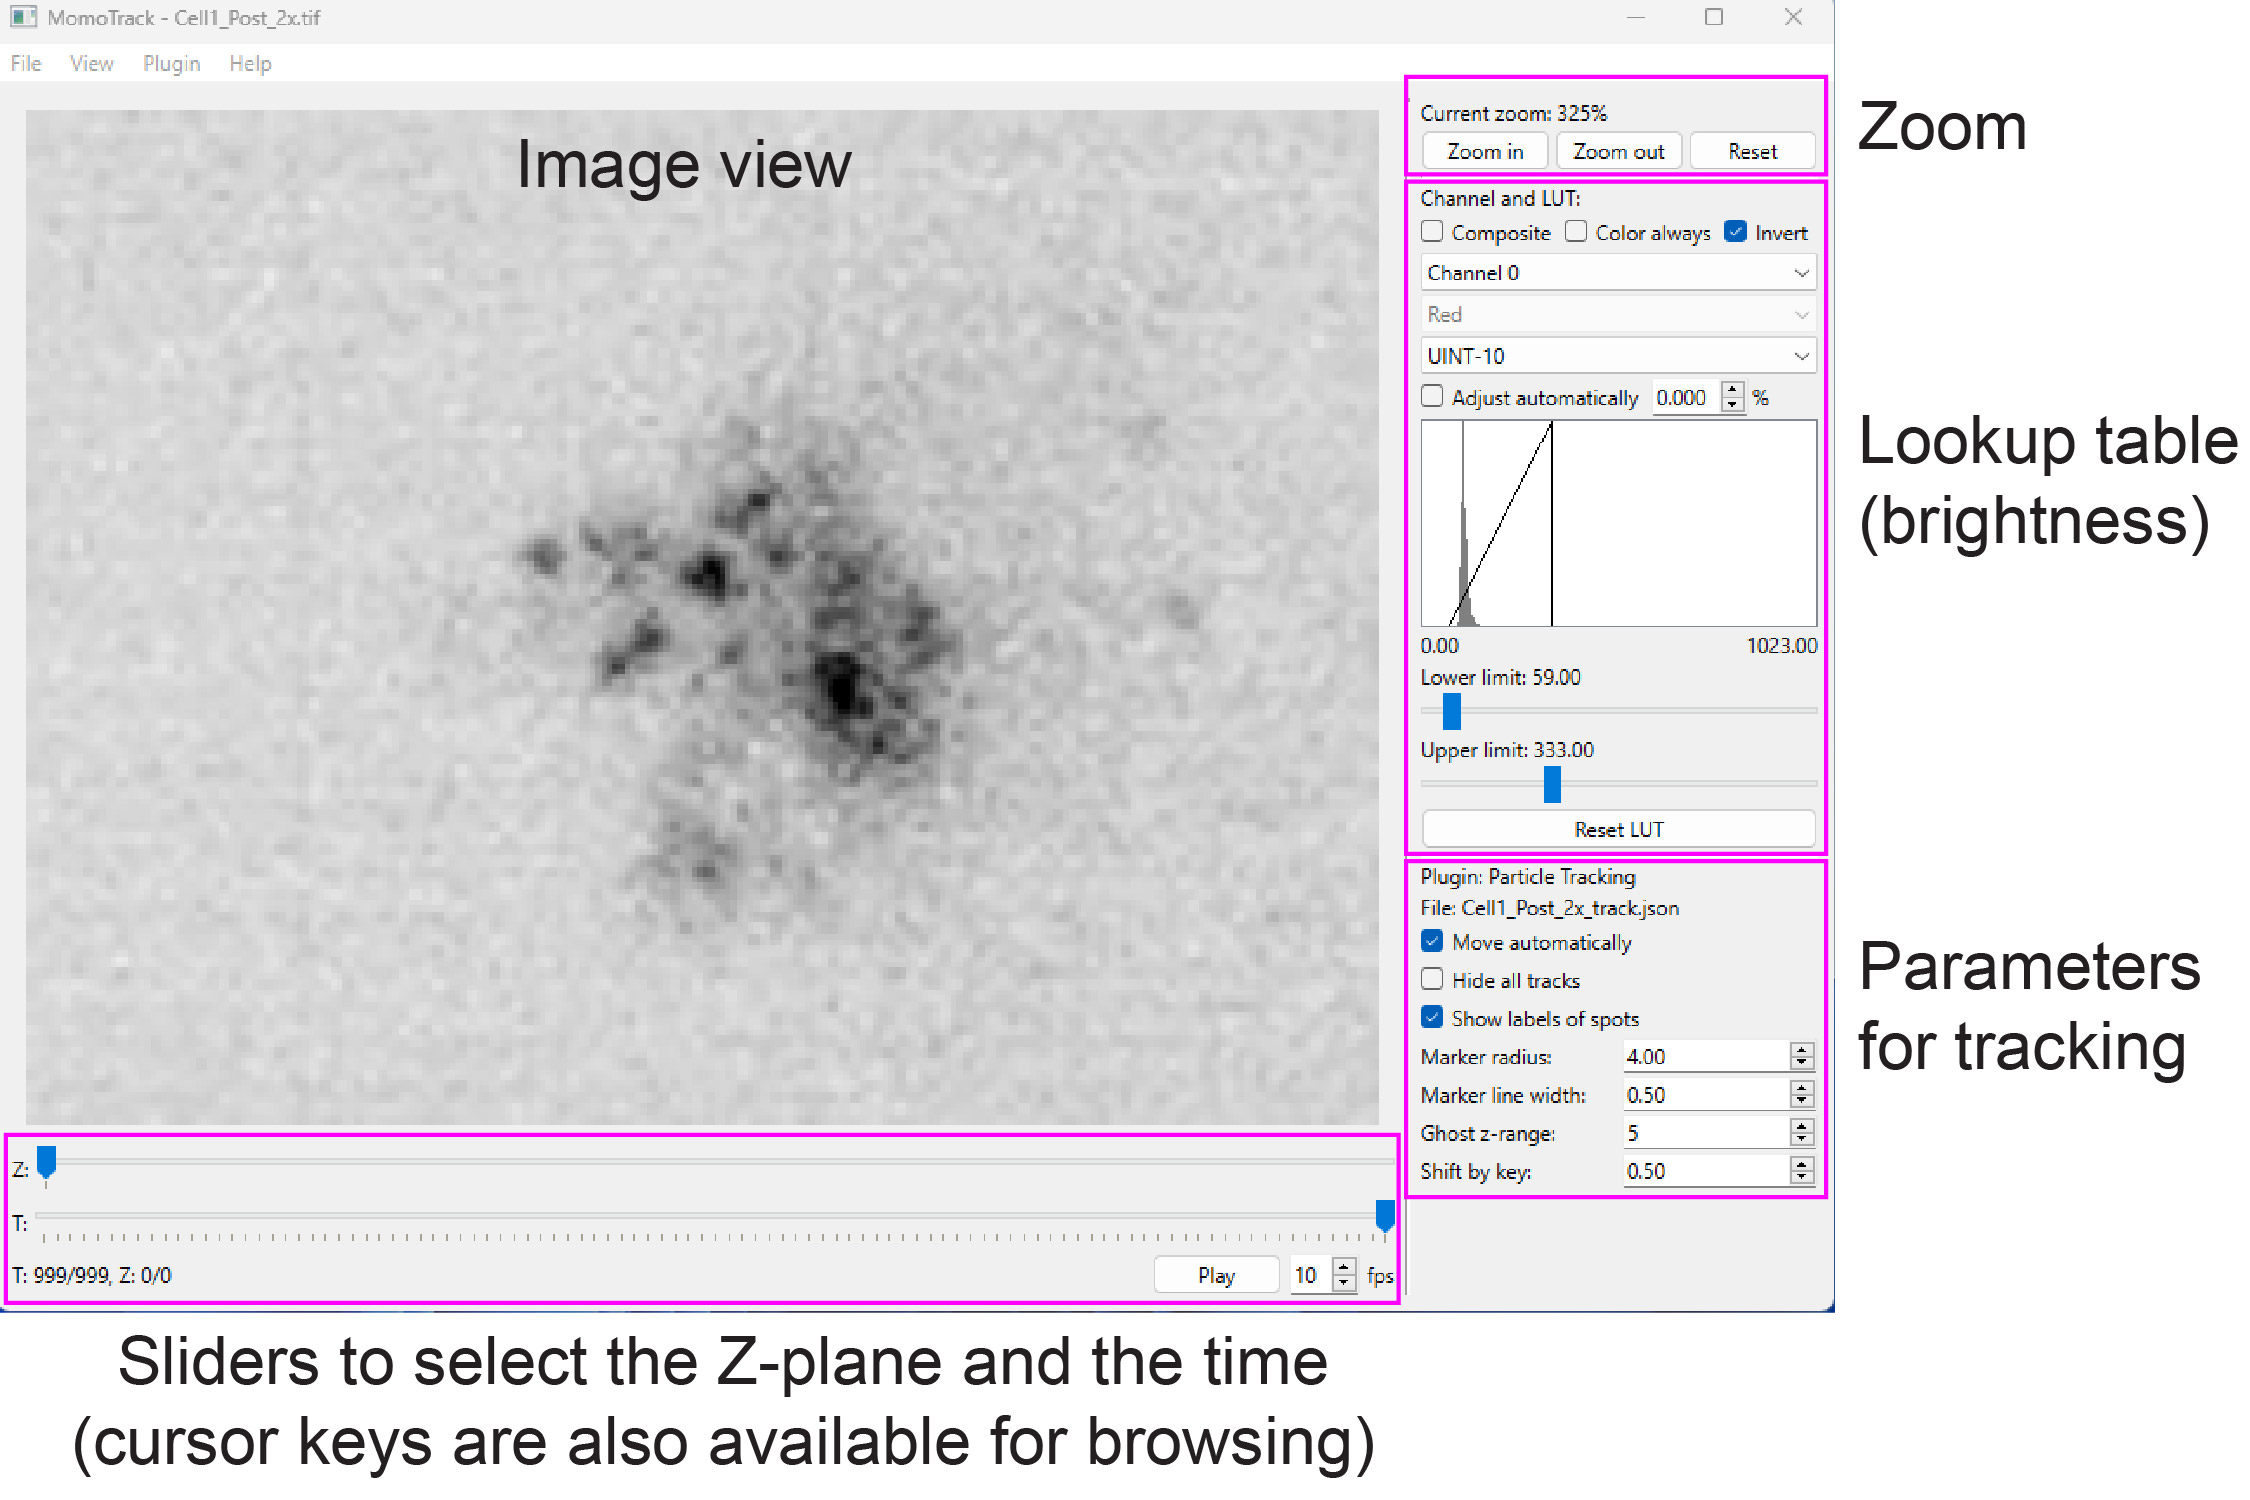 MomoTrack - Cell1_Post_2x.tif
File View Plugin Help
Image view
Current zoom: 325%
Zoom in Zoom out Reset
Zoom
Channel and LUT:
Composite Color always Invert
Channel 0
Red
UINT-10
Adjust automatically 0.000 %
0.00 1023.00
Lower limit: 59.00
Upper limit: 333.00
Reset LUT
Lookup table
(brightness)
Plugin: Particle Tracking
File: Cell1_Post_2x_track.json
Move automatically
Hide all tracks
Show labels of spots
Marker radius: 4.00
Marker line width: 0.50
Ghost z-range: 5
Shift by key: 0.50
Parameters
for tracking
Z:
T:
T: 999/999, Z: 0/0
Play 10 fps
Sliders to select the Z-plane and the time
(cursor keys are also available for browsing)